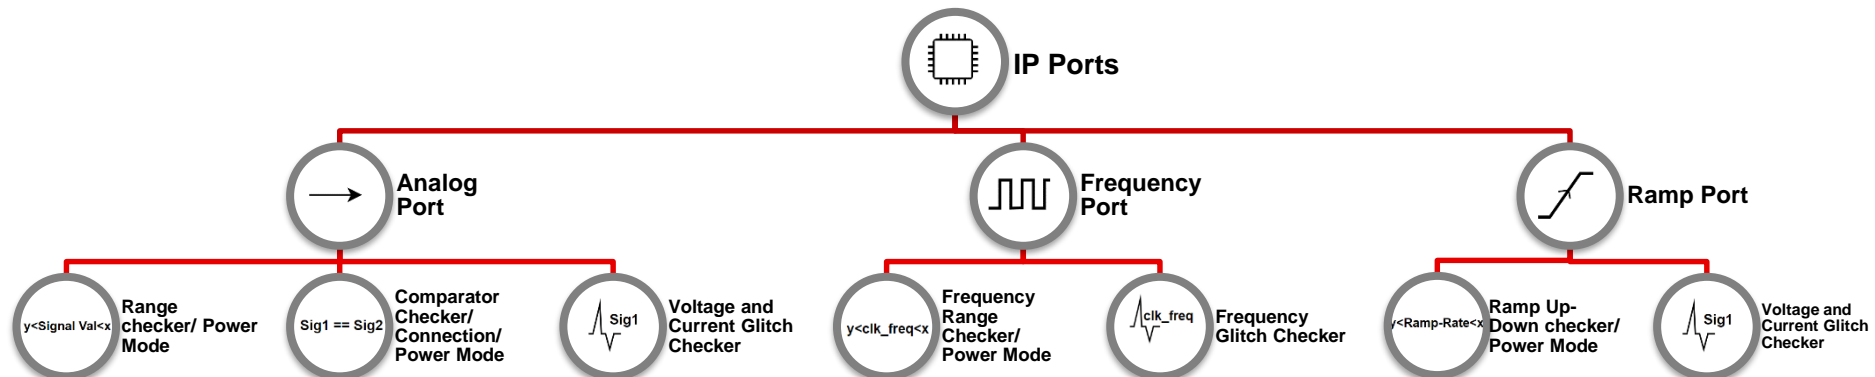 IP Ports
Analog
Port
Frequency
Port
Ramp Port
y<Signal Val<x
Range
checker/ Power
Mode
Sig1 == Sig2
Comparator
Checker/
Connection/
Power Mode
Sig1
Voltage and
Current Glitch
Checker
y<clk_freq<x
Frequency
Range
Checker/
Power Mode
clk_freq
Frequency
Glitch Checker
y<Ramp-Rate<x
Ramp Up-
Down checker/
Power Mode
Sig1
Voltage and
Current Glitch
Checker